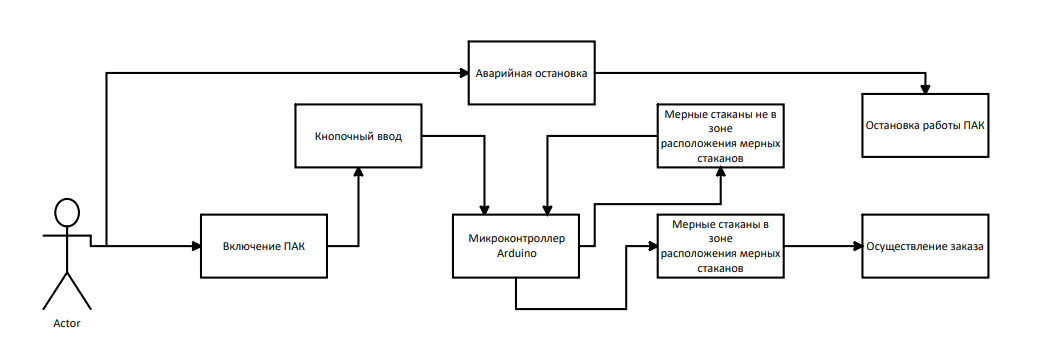 Аварийная остановка
Остановка работы ПАК
Кнопочный ввод
Мерные стаканы не в
зоне
расположения мерных
стаканов
Включение ПАК
Микроконтроллер
Arduino
Мерные стаканы в
зоне
расположения мерных
стаканов
Осуществление заказа
Actor